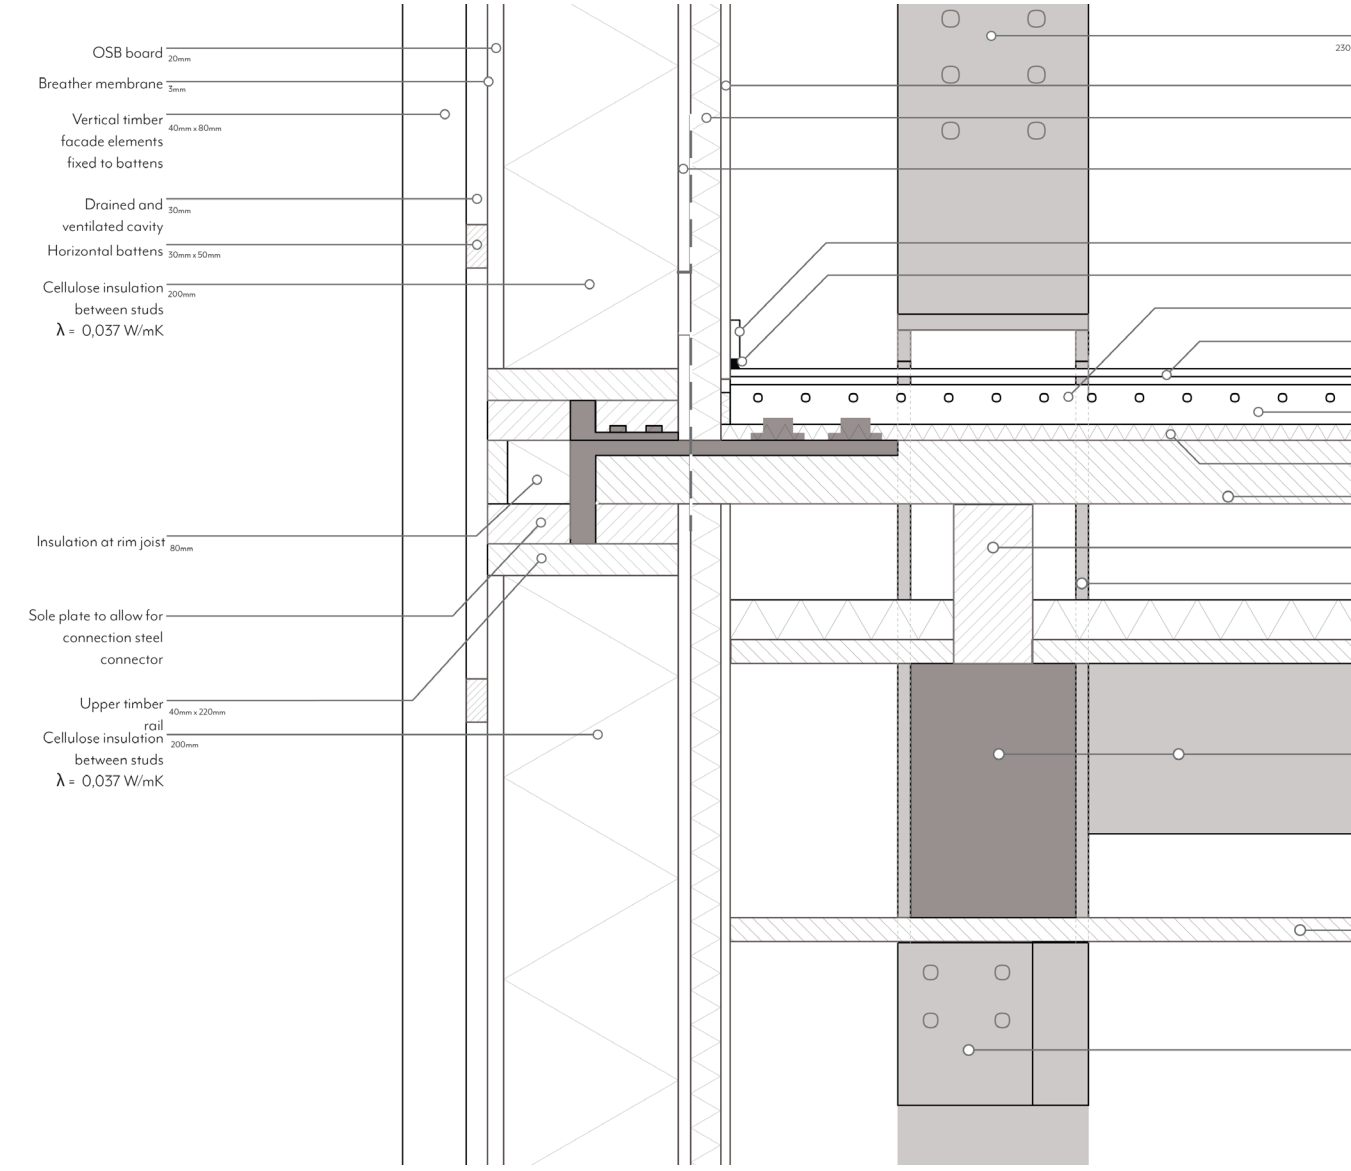 OSB board
20mm
230
Breather membrane
3mm
Vertical timber
40mm x 80mm
facade elements
fixed to battens
Drained and
30mm
ventilated cavity
Horizontal battens
30mm x 50mm
Cellulose insulation
200mm
between studs
λ = 0,037 W/mK
Insulation at rim joist
80mm
Sole plate to allow for
connection steel
connector
Upper timber
40mm x 220mm
rail
Cellulose insulation
200mm
between studs
λ = 0,037 W/mK